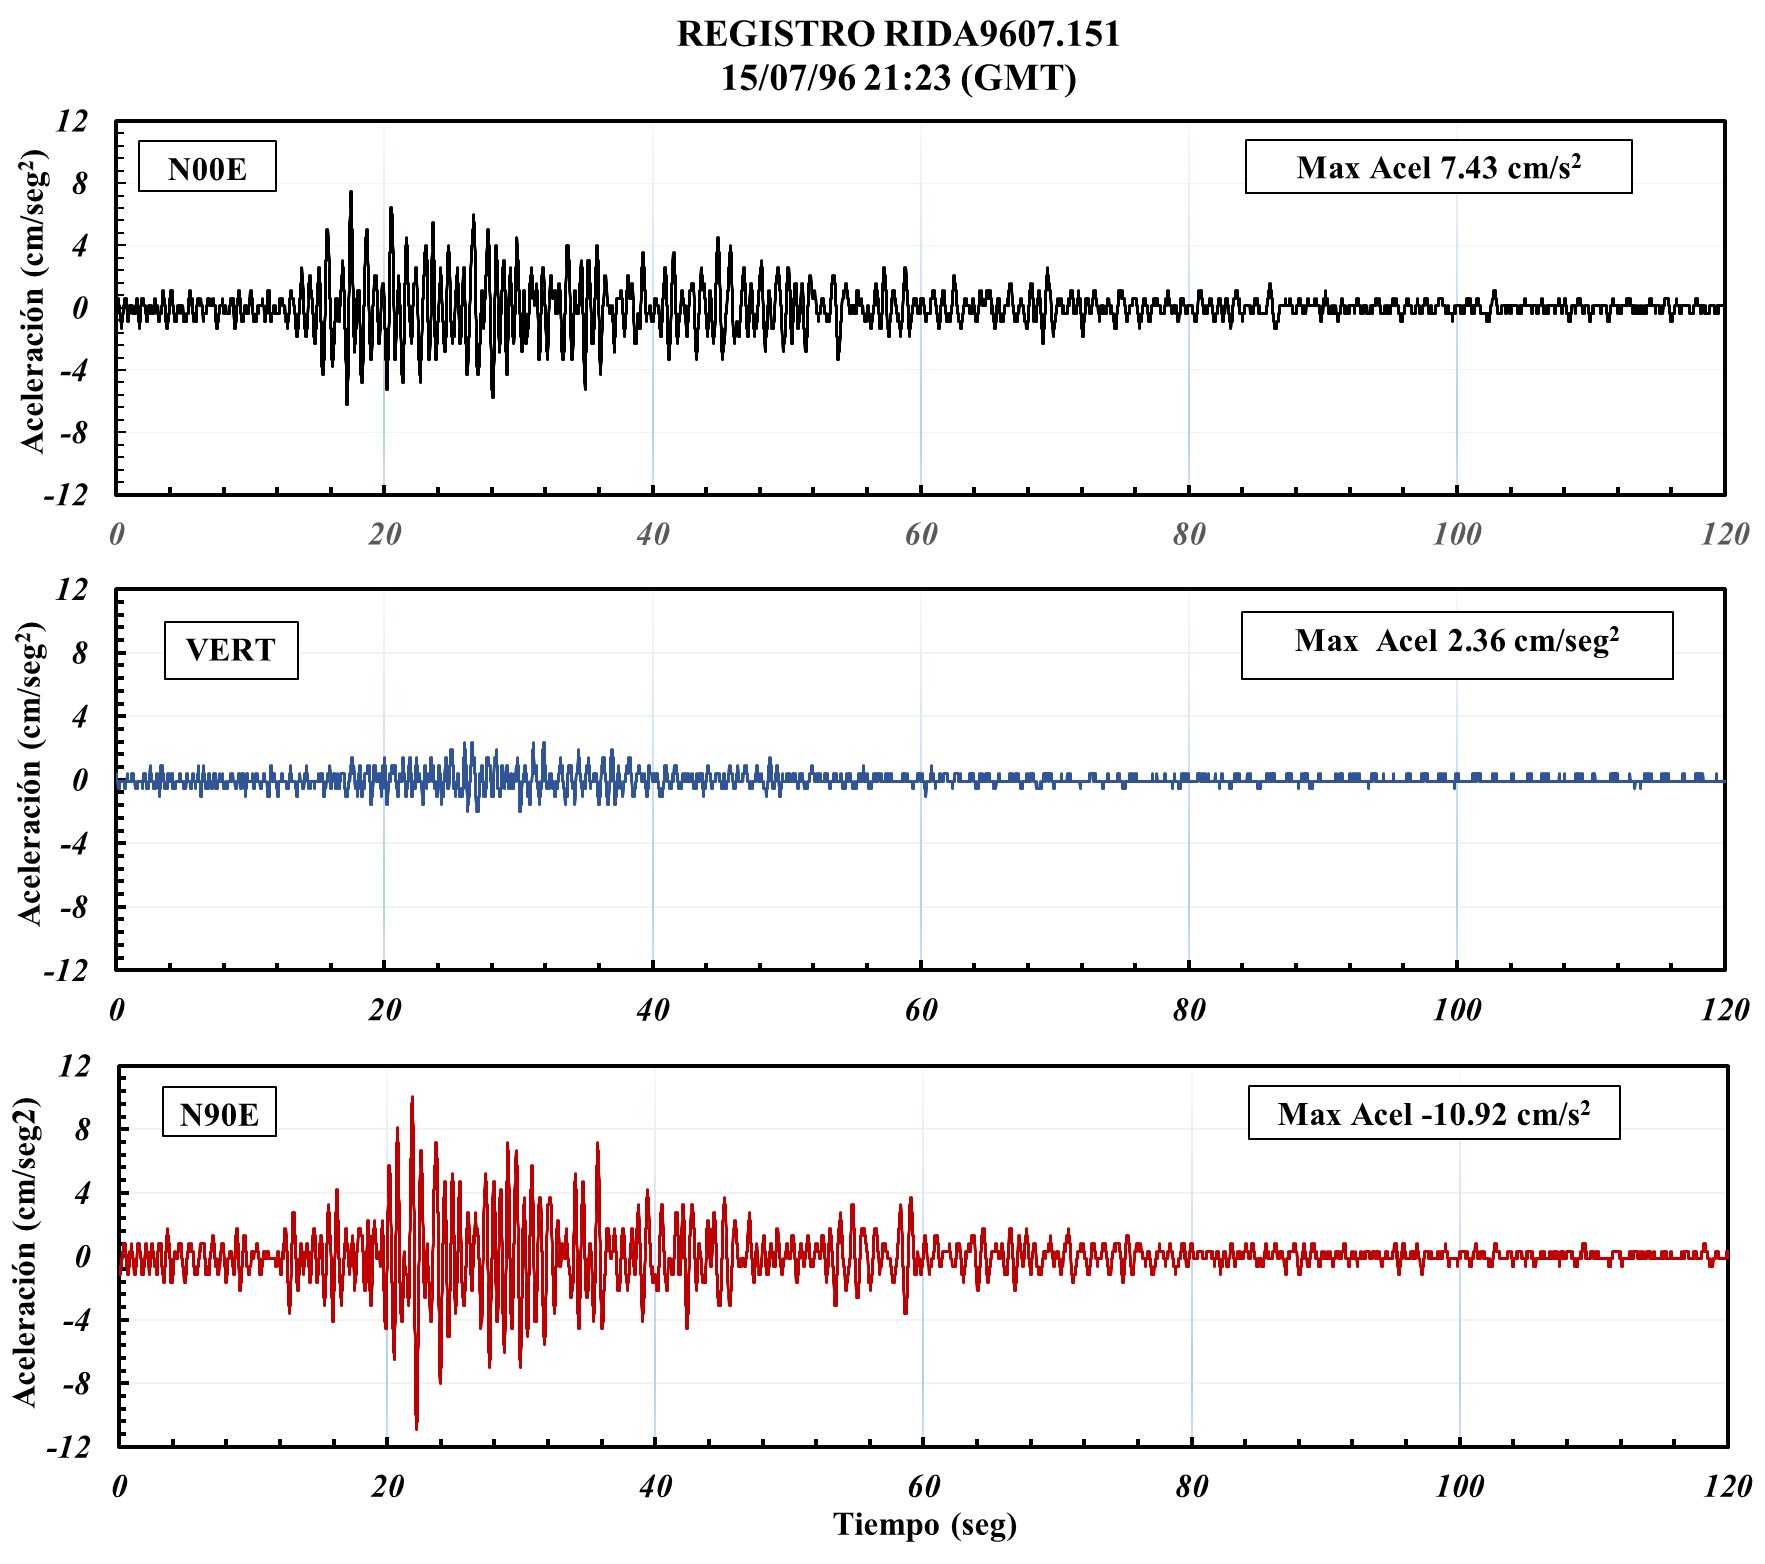 REGISTRO RIDA9607.151
15/07/96 21:23 (GMT)
Aceleración (cm/seg²)
12
8
4
0
-4
-8
-12
N00E
Max Acel 7.43 cm/s²
0 20 40 60 80 100 120
Aceleración (cm/seg²)
12
8
4
0
-4
-8
-12
VERT
Max Acel 2.36 cm/seg²
0 20 40 60 80 100 120
Aceleración (cm/seg2)
12
8
4
0
-4
-8
-12
N90E
Max Acel -10.92 cm/s²
0 20 40 60 80 100 120
Tiempo (seg)